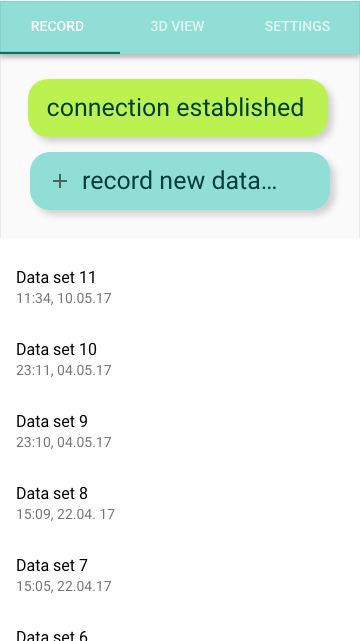 RECORD 3D VIEW SETTINGS
connection established
+ record new data...
Data set 11
11:34, 10.05.17
Data set 10
23:11, 04.05.17
Data set 9
23:10, 04.05.17
Data set 8
15:09, 22.04. 17
Data set 7
15:05, 22.04.17
Data set 6